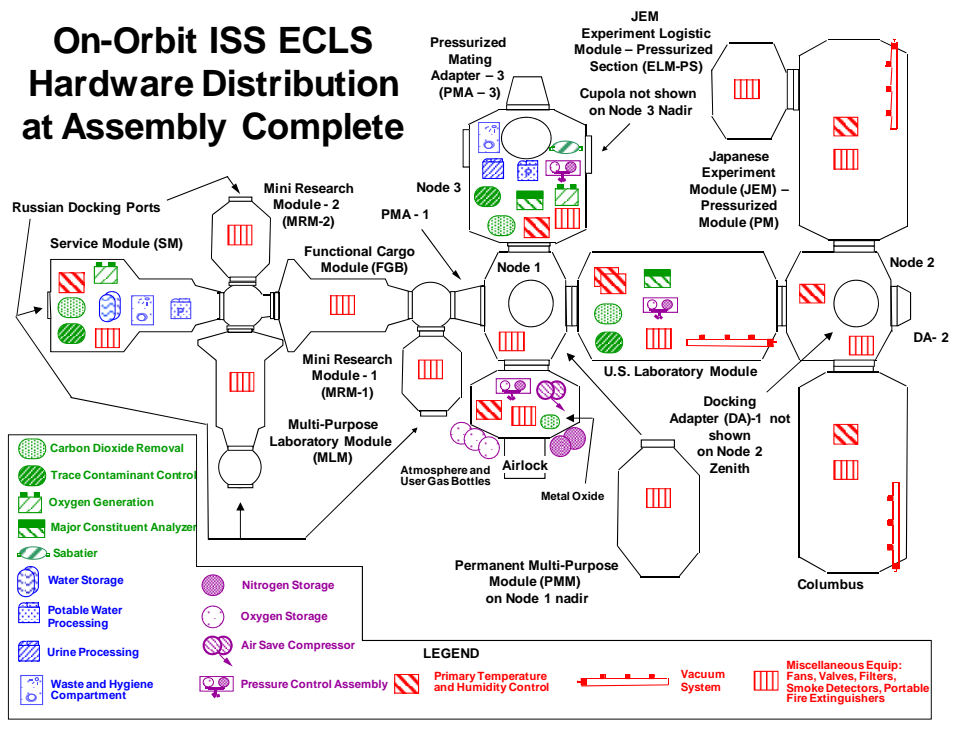 On-Orbit ISS ECLS
Hardware Distribution
at Assembly Complete
Pressurized
Mating
Adapter – 3
(PMA – 3)
JEM
Experiment Logistic
Module – Pressurized
Section (ELM-PS)
Cupola not shown
on Node 3 Nadir
Japanese
Experiment
Module (JEM) –
Pressurized
Module (PM)
Russian Docking Ports
Mini Research
Module - 2
(MRM-2)
Node 3
PMA - 1
Service Module (SM)
Functional Cargo
Module (FGB)
Node 1
Node 2
P
P
DA- 2
Mini Research
Module - 1
(MRM-1)
U.S. Laboratory Module
Multi-Purpose
Laboratory Module
(MLM)
Docking
Adapter (DA)-1 not
shown
on Node 2
Zenith
Atmosphere and
User Gas Bottles
Airlock
Metal Oxide
Permanent Multi-Purpose
Module (PMM)
on Node 1 nadir
Columbus
Carbon Dioxide Removal
Trace Contaminant Control
Oxygen Generation
Major Constituent Analyzer
Sabatier
Water Storage
P
Potable Water
Processing
Urine Processing
Waste and Hygiene
Compartment
Nitrogen Storage
Oxygen Storage
Air Save Compressor
Pressure Control Assembly
LEGEND
Primary Temperature
and Humidity Control
Vacuum
System
Miscellaneous Equip:
Fans, Valves, Filters,
Smoke Detectors, Portable
Fire Extinguishers